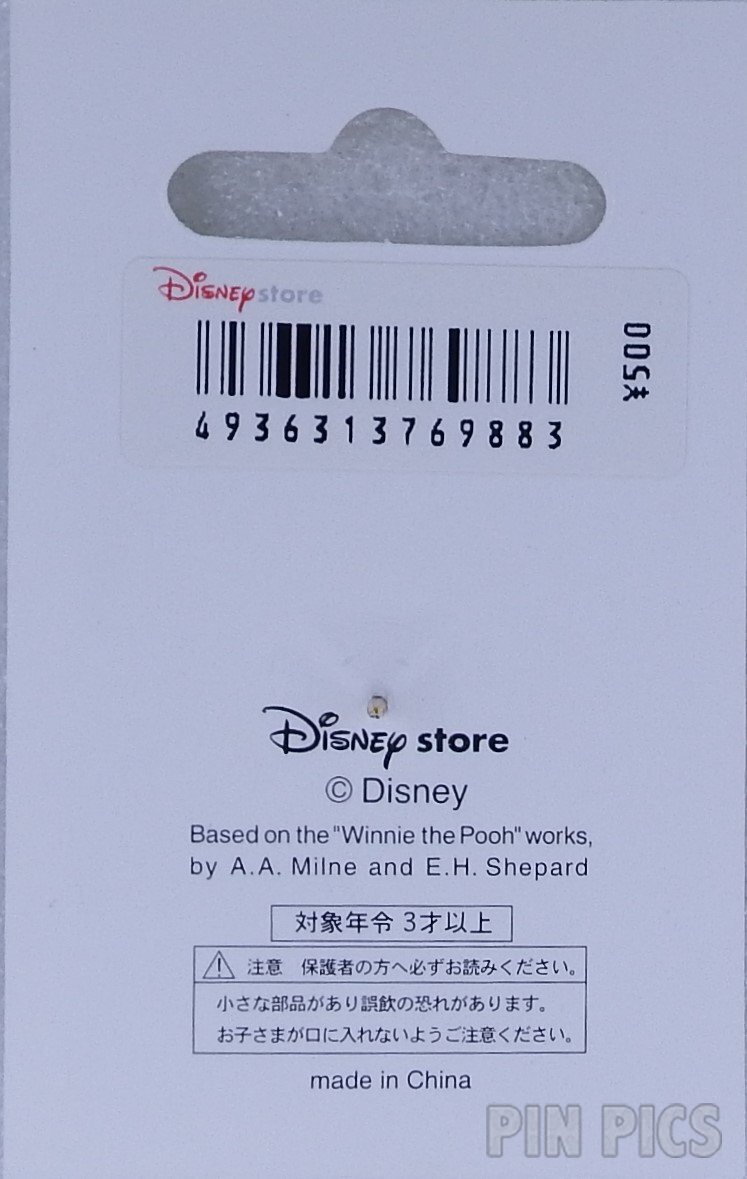 Disney store
4936313769883
¥500
Disney store
© Disney
Based on the "Winnie the Pooh" works,
by A.A. Milne and E.H. Shepard
対象年令 3才以上
注意 保護者の方へ必ずお読みください。
小さな部品があり誤飲の恐れがあります。
お子さまが口に入れないようご注意ください。
made in China
PIN PICS